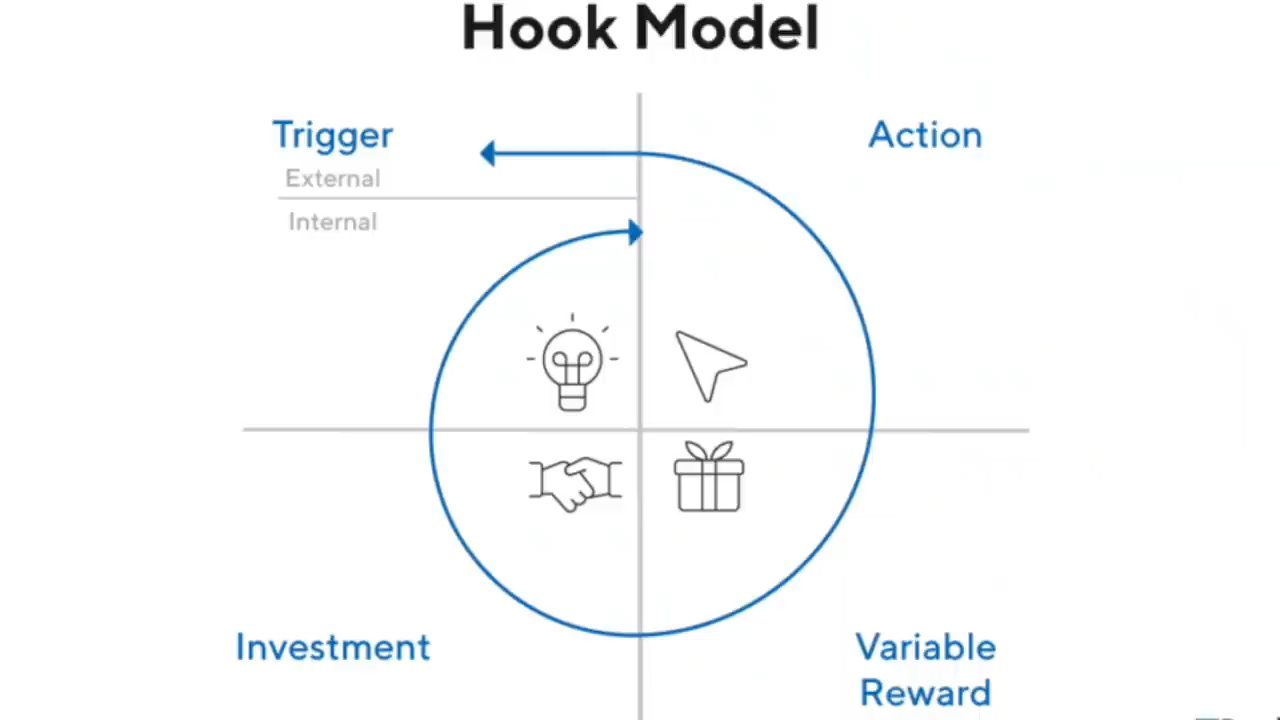 Hook Model
Trigger
External
Internal
Action
Investment
Variable
Reward